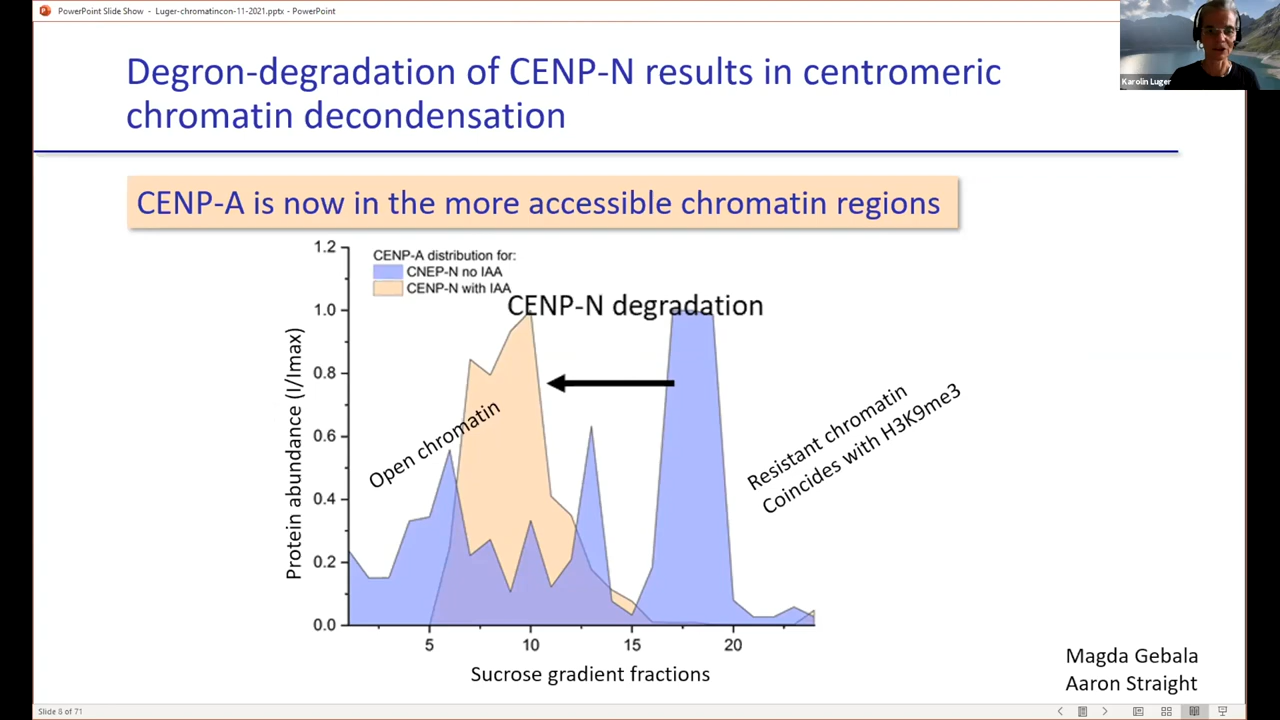 PowerPoint Slide Show - Luger-chromatincon-11-2021.pptx - PowerPoint
Karolin Luger
Degron-degradation of CENP-N results in centromeric
chromatin decondensation
CENP-A is now in the more accessible chromatin regions
CENP-A distribution for:
CNEP-N no IAA
CENP-N with IAA
CENP-N degradation
Open chromatin
Resistant chromatin
Coincides with H3K9me3
Protein abundance (I/Imax)
1.2
1.0
0.8
0.6
0.4
0.2
0.0
5 10 15 20
Sucrose gradient fractions
Magda Gebala
Aaron Straight
Slide 8 of 71